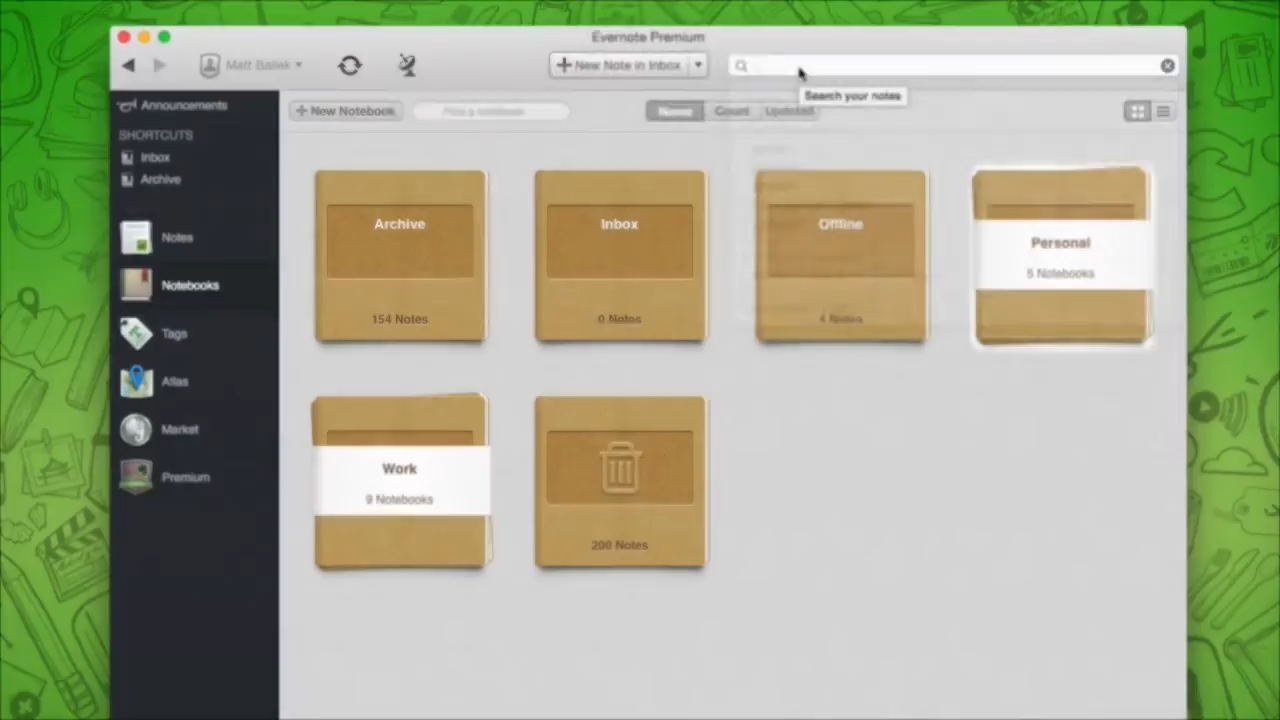 Evernote Premium
New Note in Inbox
Search your notes
Announcements
SHORTCUTS
Inbox
Archive
Notes
Notebooks
Tags
Atlas
Market
Premium
+ New Notebook
Name Count Updated
Archive
154 Notes
Inbox
0 Notes
Offline
4 Notes
Personal
5 Notebooks
Work
9 Notebooks
200 Notes